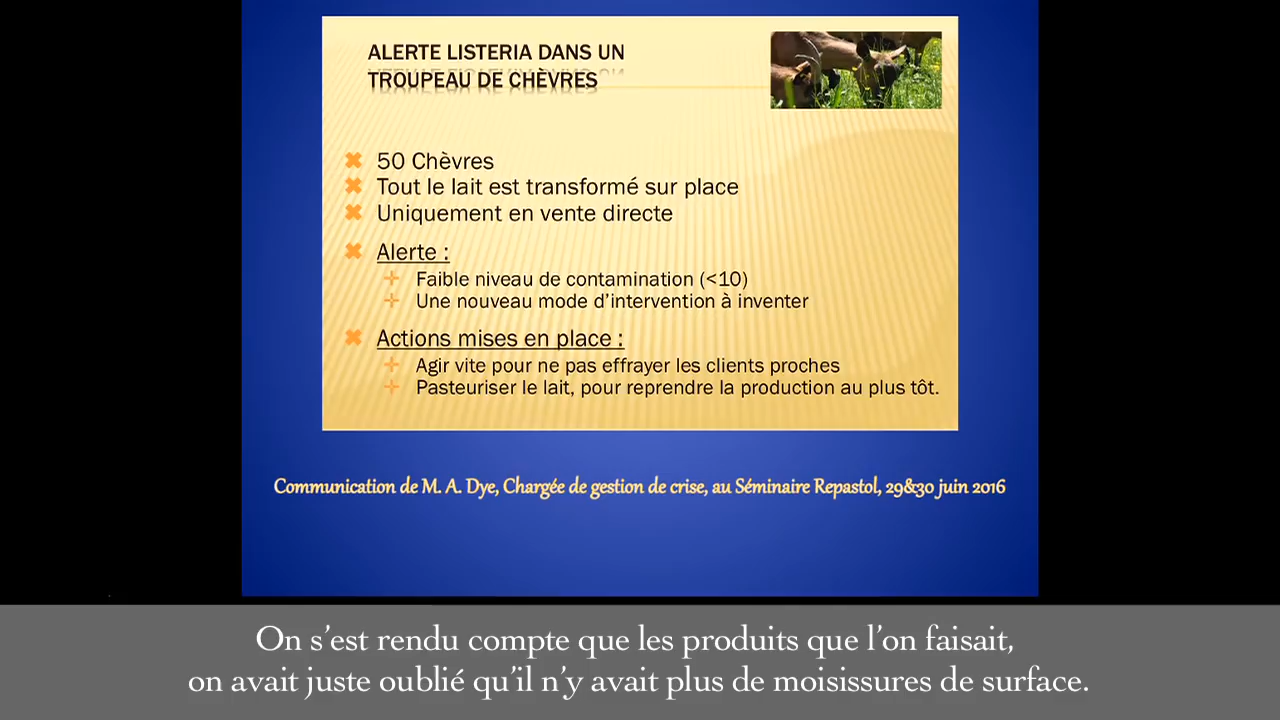 ALERTE LISTERIA DANS UN
TROUPEAU DE CHÈVRES
50 Chèvres
Tout le lait est transformé sur place
Uniquement en vente directe
Alerte :
Faible niveau de contamination (<10)
Une nouveau mode d'intervention à inventer
Actions mises en place :
Agir vite pour ne pas effrayer les clients proches
Pasteuriser le lait, pour reprendre la production au plus tôt.
Communication de M. A. Dye, Chargée de gestion de crise, au Séminaire Repastol, 29&30 juin 2016
On s'est rendu compte que les produits que l'on faisait,
on avait juste oublié qu'il n'y avait plus de moisissures de surface.